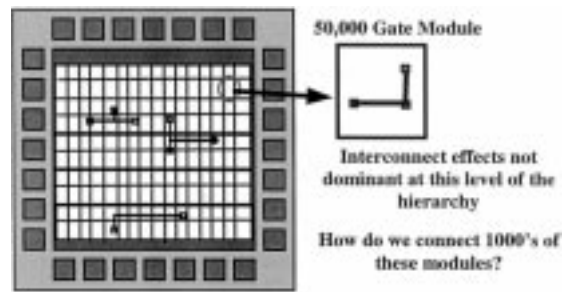 50,000 Gate Module
Interconnect effects not
dominant at this level of the
hierarchy
How do we connect 1000's of
these modules?